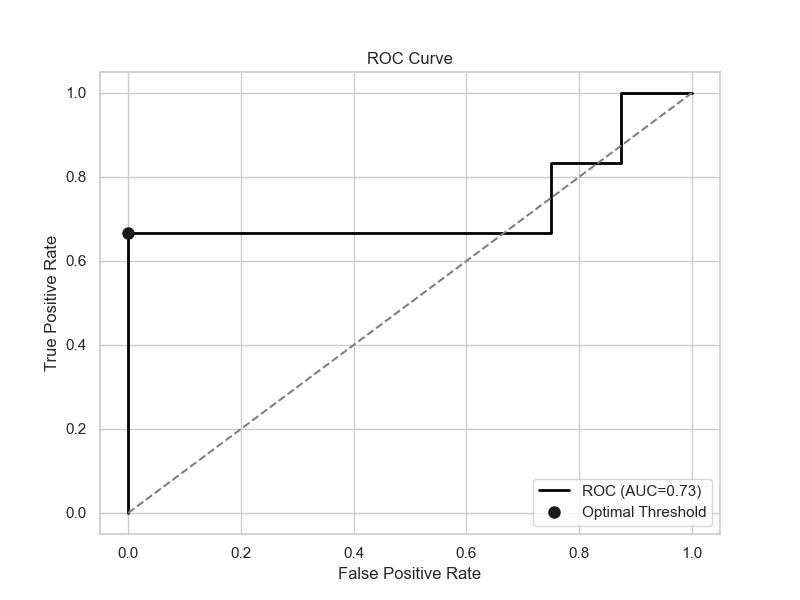 ROC Curve
True Positive Rate
1.0
0.8
0.6
0.4
0.2
0.0
0.0 0.2 0.4 0.6 0.8 1.0
False Positive Rate
ROC (AUC=0.73)
Optimal Threshold